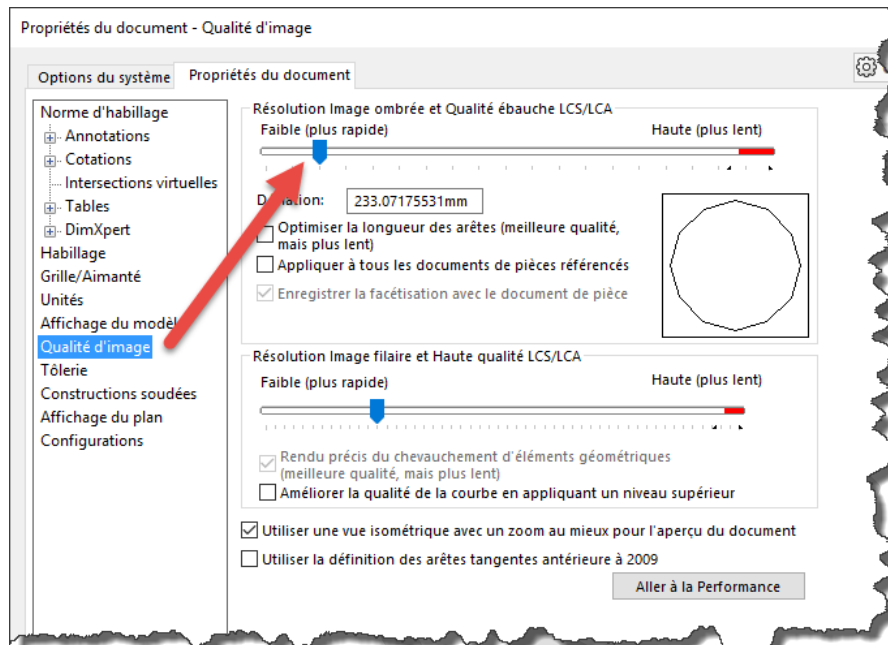 Propriétés du document - Qualité d'image
Options du système
Propriétés du document
Norme d'habillage
Annotations
Cotations
Intersections virtuelles
Tables
DimXpert
Habillage
Grille/Aimanté
Unités
Affichage du modèl
Qualité d'image
Tôlerie
Constructions soudées
Affichage du plan
Configurations
Résolution Image ombrée et Qualité ébauche LCS/LCA
Faible (plus rapide)
Haute (plus lent)
233.07175531mm
Optimiser la longueur des arêtes (meilleure qualité,
mais plus lent)
Appliquer à tous les documents de pièces référencés
Enregistrer la facétisation avec le document de pièce
Résolution Image filaire et Haute qualité LCS/LCA
Faible (plus rapide)
Haute (plus lent)
Rendu précis du chevauchement d'éléments géométriques
(meilleure qualité, mais plus lent)
Améliorer la qualité de la courbe en appliquant un niveau supérieur
Utiliser une vue isométrique avec un zoom au mieux pour l'aperçu du document
Utiliser la définition des arêtes tangentes antérieure à 2009
Aller à la Performance